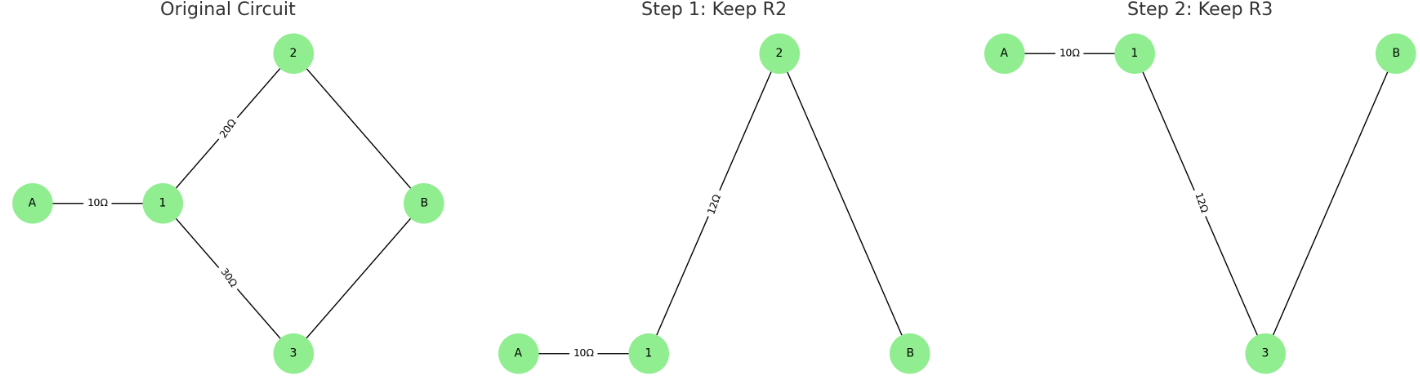 Original Circuit
2
20Ω
A
10Ω
1
B
30Ω
3
Step 1: Keep R2
2
12Ω
A
10Ω
1
B
Step 2: Keep R3
A
10Ω
1
B
12Ω
3